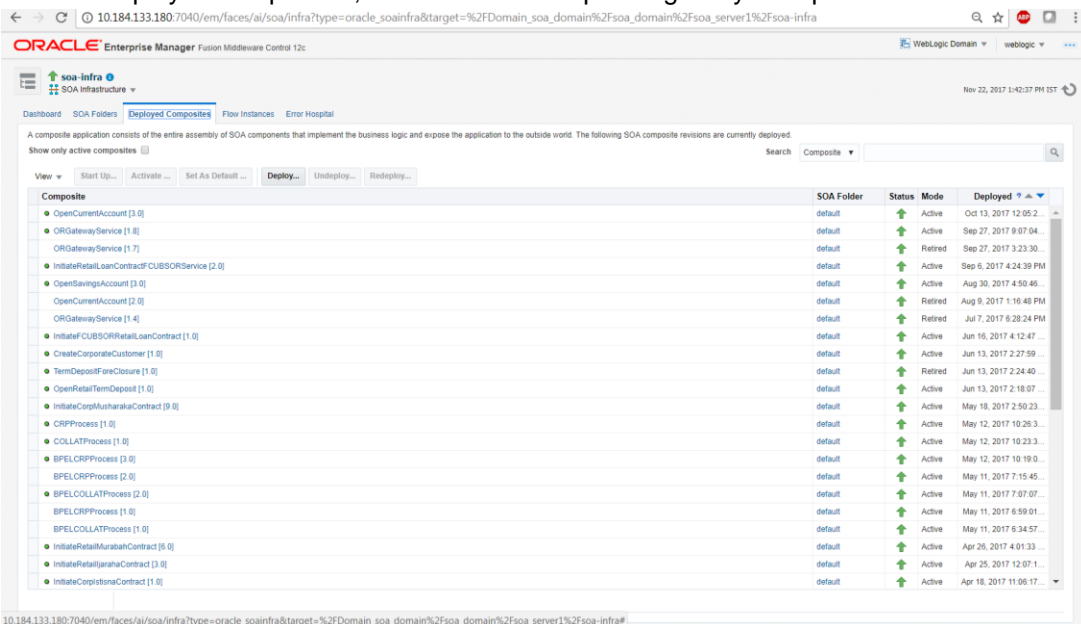 10.184.133.180:7040/em/faces/ai/soa/infra?type=oracle_soainfra&target=%2FDomain_soa_domain%2Fsoa_domain%2Fsoa_server1%2Fsoa-infra
ABP
ORACLE Enterprise Manager Fusion Middleware Control 12c
WebLogic Domain weblogic
soa-infra
SOA Infrastructure
Nov 22, 2017 1:42:37 PM IST
Dashboard SOA Folders Deployed Composites Flow Instances Error Hospital
A composite application consists of the entire assembly of SOA components that implement the business logic and expose the application to the outside world. The following SOA composite revisions are currently deployed.
Show only active composites
Search Composite
View Start Up... Activate ... Set As Default ... Deploy... Undeploy... Redeploy...
Composite SOA Folder Status Mode Deployed ?
OpenCurrentAccount [3.0] default Active Oct 13, 2017 12:05:2...
ORGatewayService [1.8] default Active Sep 27, 2017 9:07:04...
ORGatewayService [1.7] default Retired Sep 27, 2017 3:23:30...
InitiateRetailLoanContractFCUBSORService [2.0] default Active Sep 6, 2017 4:24:39 PM
OpenSavingsAccount [3.0] default Active Aug 30, 2017 4:50:46...
OpenCurrentAccount [2.0] default Retired Aug 9, 2017 1:16:48 PM
ORGatewayService [1.4] default Retired Jul 7, 2017 6:28:24 PM
InitiateFCUBSORRetailLoanContract [1.0] default Active Jun 16, 2017 4:12:47 ...
CreateCorporateCustomer [1.0] default Active Jun 13, 2017 2:27:59 ...
TermDepositForeClosure [1.0] default Retired Jun 13, 2017 2:24:40 ...
OpenRetailTermDeposit [1.0] default Active Jun 13, 2017 2:18:07 ...
InitiateCorpMusharakaContract [9.0] default Active May 18, 2017 2:50:23...
CRPProcess [1.0] default Active May 12, 2017 10:26:3...
COLLATProcess [1.0] default Active May 12, 2017 10:23:3...
BPELCRPProcess [3.0] default Active May 12, 2017 10:19:0...
BPELCRPProcess [2.0] default Active May 11, 2017 7:15:45...
BPELCOLLATProcess [2.0] default Active May 11, 2017 7:07:07...
BPELCRPProcess [1.0] default Active May 11, 2017 6:59:01...
BPELCOLLATProcess [1.0] default Active May 11, 2017 6:34:57...
InitiateRetailMurabahContract [6.0] default Active Apr 26, 2017 4:01:33 ...
InitiateRetailIjarahaContract [3.0] default Active Apr 25, 2017 12:07:1...
InitiateCorpIstisnaContract [1.0] default Active Apr 18, 2017 11:06:17...
10.184.133.180:7040/em/faces/ai/soa/infra?type=oracle_soainfra&target=%2FDomain_soa_domain%2Fsoa_domain%2Fsoa_server1%2Fsoa-infra#